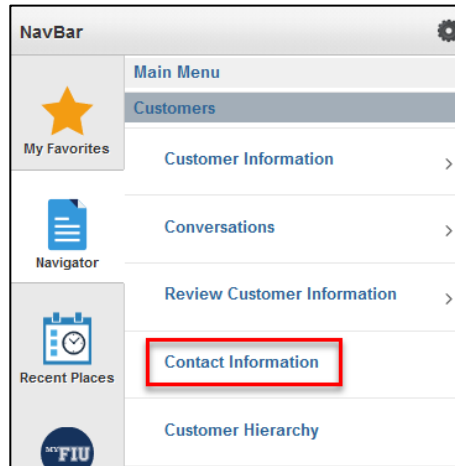 NavBar
Main Menu
Customers
My Favorites
Customer Information
Conversations
Navigator
Review Customer Information
Recent Places
Contact Information
Customer Hierarchy
MY FIU